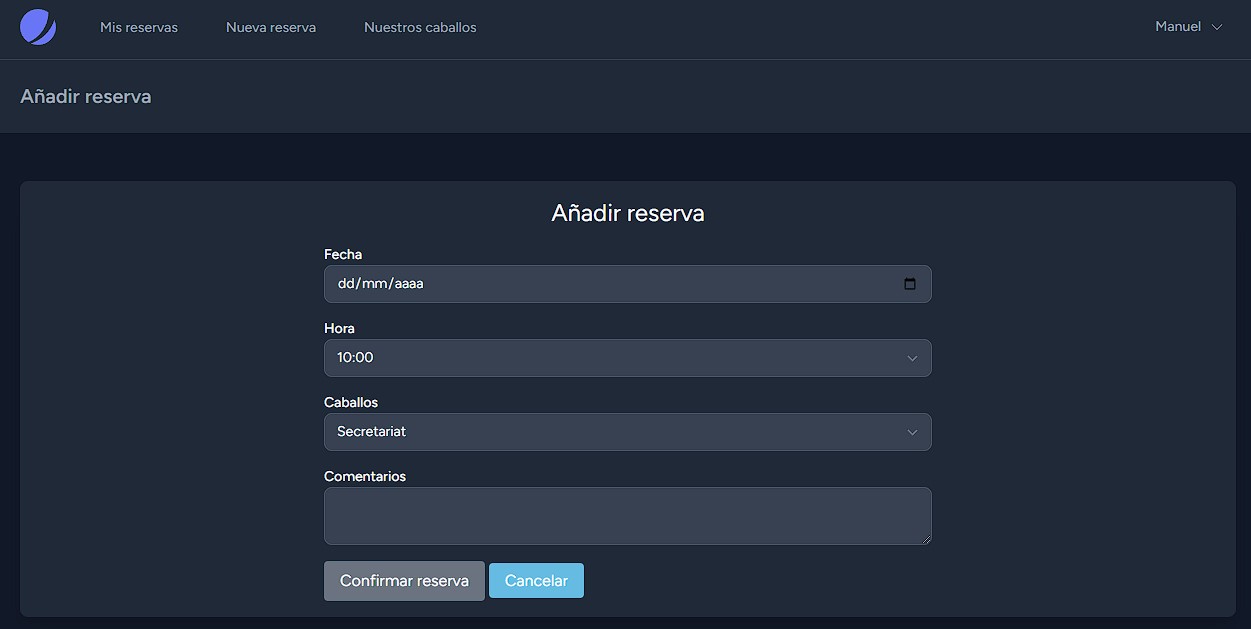 Mis reservas Nueva reserva Nuestros caballos Manuel
Añadir reserva
Añadir reserva
Fecha
dd/mm/aaaa
Hora
10:00
Caballos
Secretariat
Comentarios
Confirmar reserva Cancelar